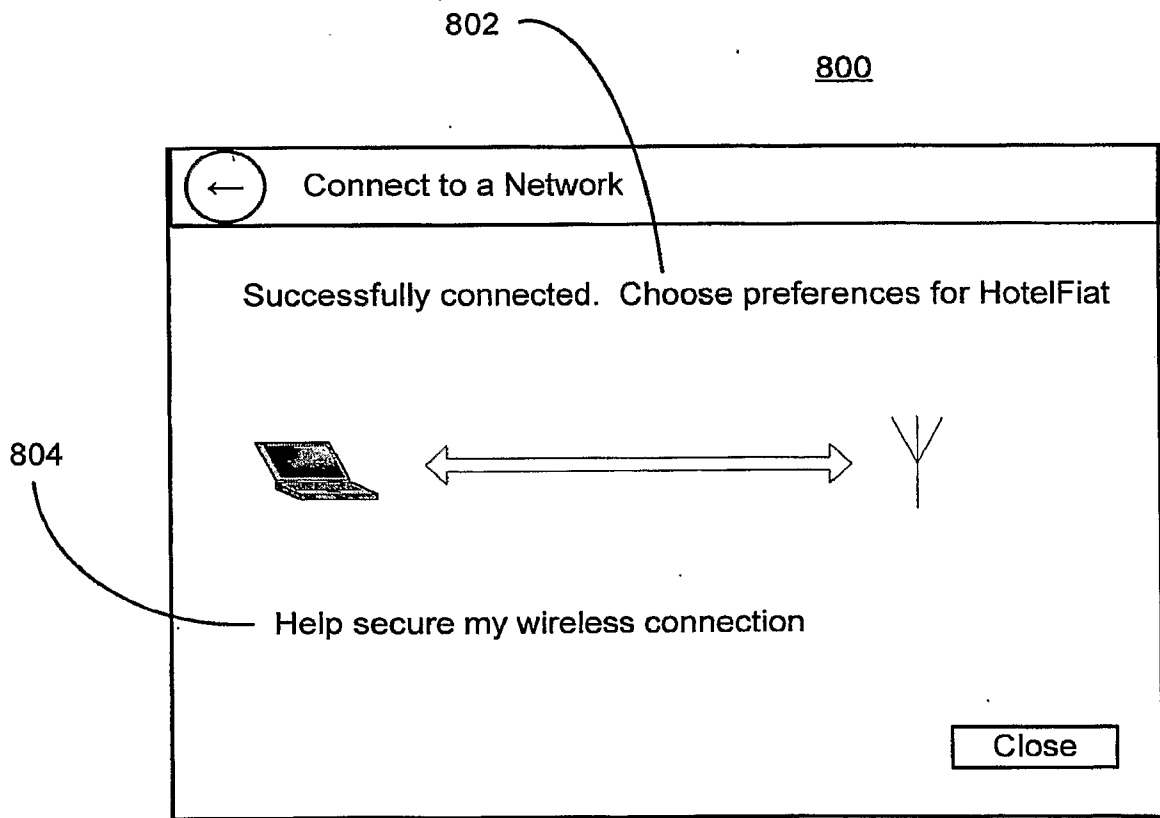 802
800
← Connect to a Network
Successfully connected. Choose preferences for HotelFiat
804
Help secure my wireless connection
Close